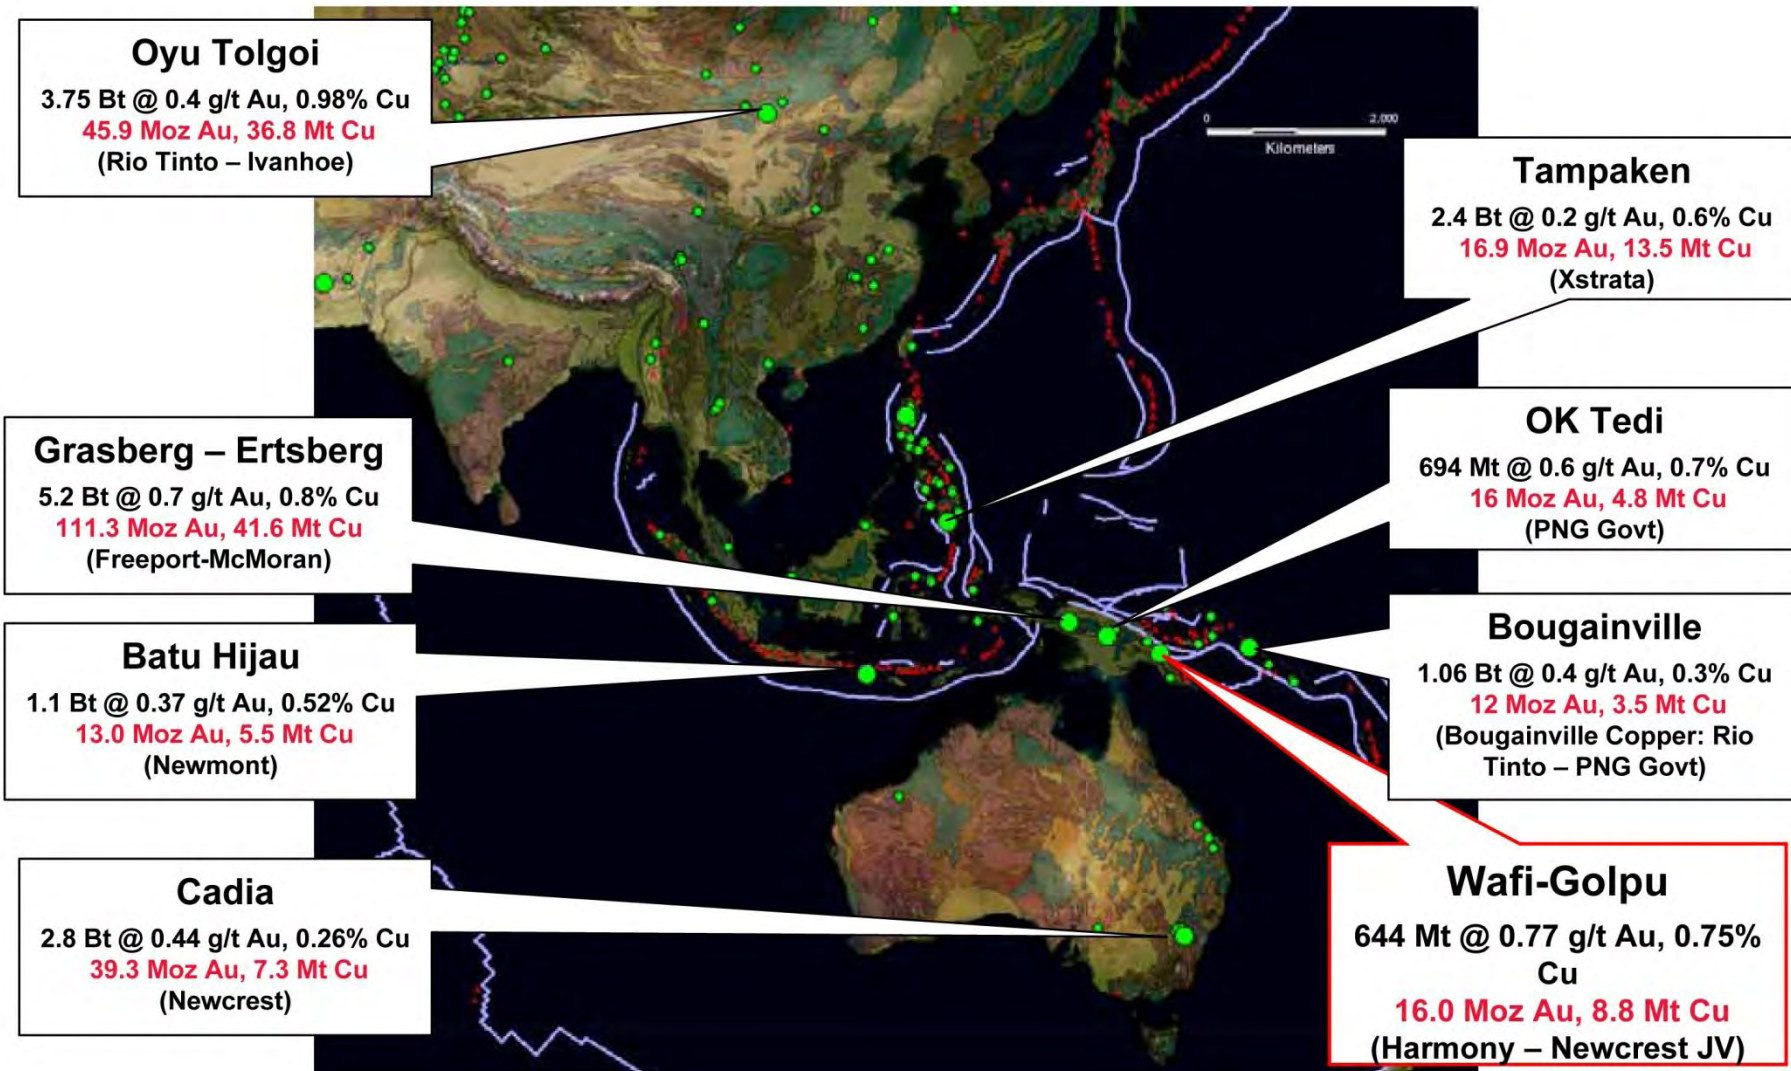 Oyu Tolgoi
3.75 Bt @ 0.4 g/t Au, 0.98% Cu
45.9 Moz Au, 36.8 Mt Cu
(Rio Tinto – Ivanhoe)
0 2,000
Kilometers
Tampaken
2.4 Bt @ 0.2 g/t Au, 0.6% Cu
16.9 Moz Au, 13.5 Mt Cu
(Xstrata)
Grasberg – Ertsberg
5.2 Bt @ 0.7 g/t Au, 0.8% Cu
111.3 Moz Au, 41.6 Mt Cu
(Freeport-McMoran)
OK Tedi
694 Mt @ 0.6 g/t Au, 0.7% Cu
16 Moz Au, 4.8 Mt Cu
(PNG Govt)
Batu Hijau
1.1 Bt @ 0.37 g/t Au, 0.52% Cu
13.0 Moz Au, 5.5 Mt Cu
(Newmont)
Bougainville
1.06 Bt @ 0.4 g/t Au, 0.3% Cu
12 Moz Au, 3.5 Mt Cu
(Bougainville Copper: Rio
Tinto – PNG Govt)
Cadia
2.8 Bt @ 0.44 g/t Au, 0.26% Cu
39.3 Moz Au, 7.3 Mt Cu
(Newcrest)
Wafi-Golpu
644 Mt @ 0.77 g/t Au, 0.75%
Cu
16.0 Moz Au, 8.8 Mt Cu
(Harmony – Newcrest JV)